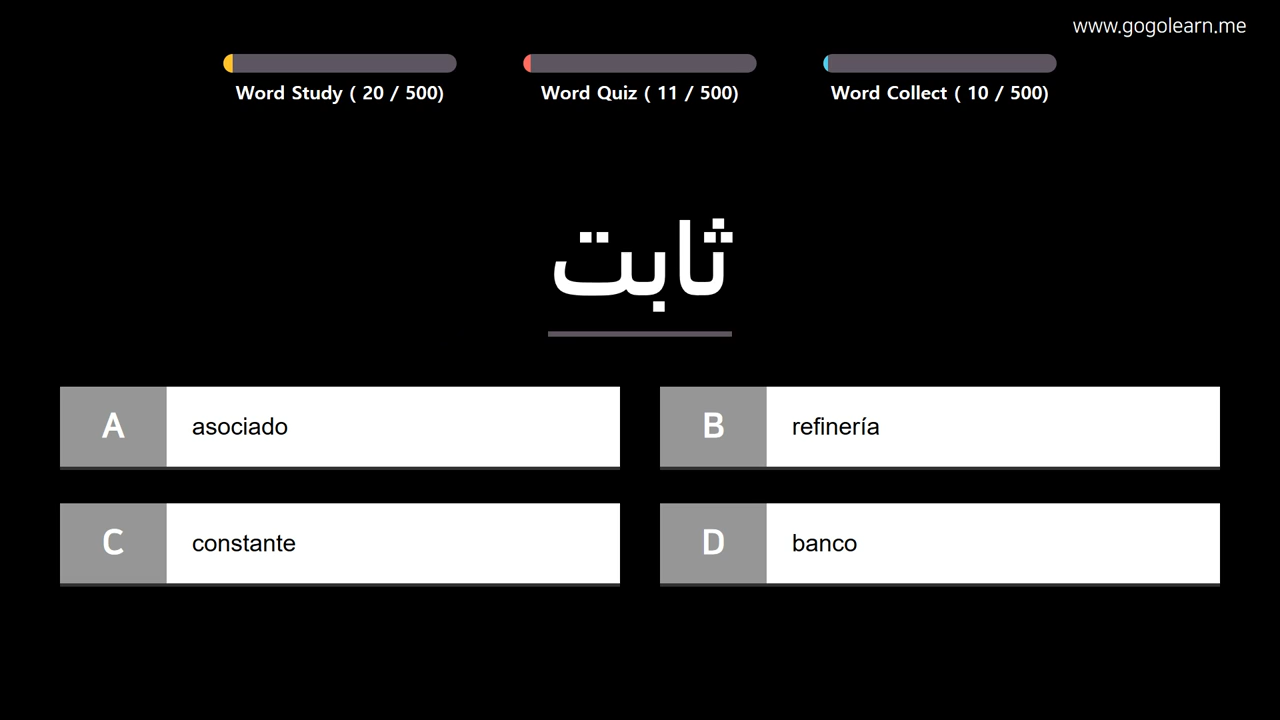 www.gogolearn.me
Word Study ( 20 / 500)
Word Quiz ( 11 / 500)
Word Collect ( 10 / 500)
ثابت
A asociado
B refinería
C constante
D banco